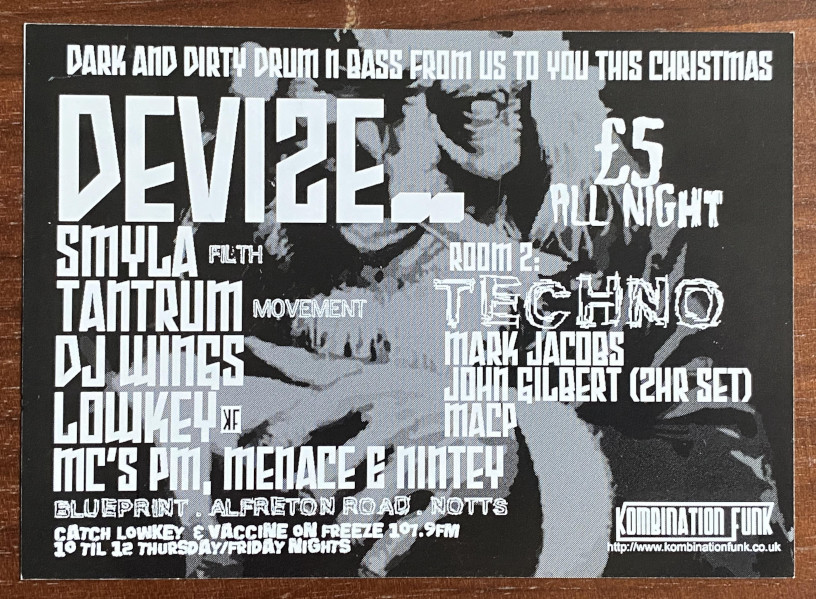 DARK AND DIRTY DRUM N BASS FROM US TO YOU THIS CHRISTMAS
DEVIZE
£5
ALL NIGHT
SMYLA FILTH
TANTRUM MOVEMENT
DJ WINGS
LOWKEY KF
MC'S PM, MENACE & NINTEY
ROOM 2:
TECHNO
MARK JACOBS
JOHN GILBERT (2HR SET)
MACP
BLUEPRINT . ALFRETON ROAD . NOTTS
CATCH LOWKEY & VACCINE ON FREEZE 107.9FM
10 TIL 12 THURSDAY/FRIDAY NIGHTS
KOMBINATION FUNK
http://www.kombinationfunk.co.uk